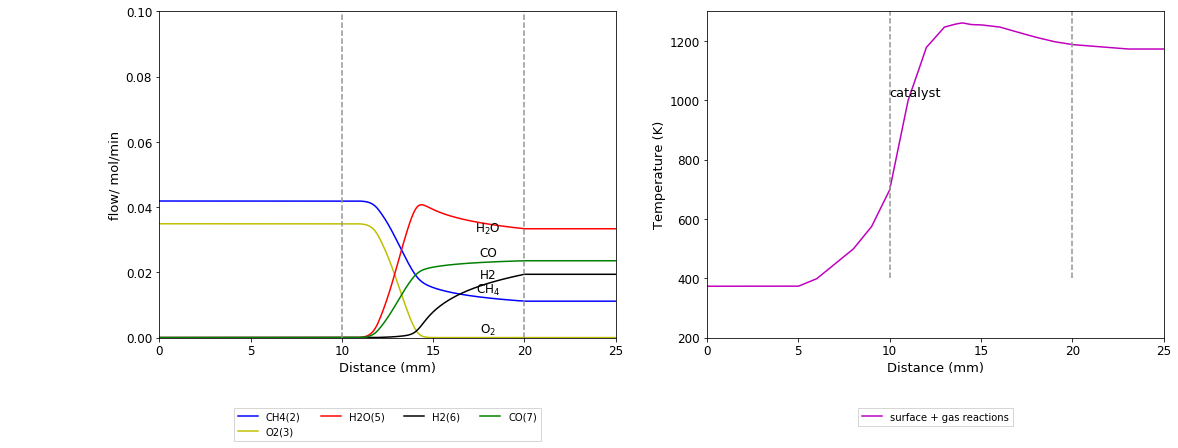 0.10
0.08
0.06
0.04
0.02
0.00
flow/ mol/min
H₂O
CO
H2
CH₄
O₂
0 5 10 15 20 25
Distance (mm)
CH4(2) H2O(5) H2(6) CO(7)
O2(3)
1200
1000
800
600
400
200
Temperature (K)
catalyst
0 5 10 15 20 25
Distance (mm)
surface + gas reactions